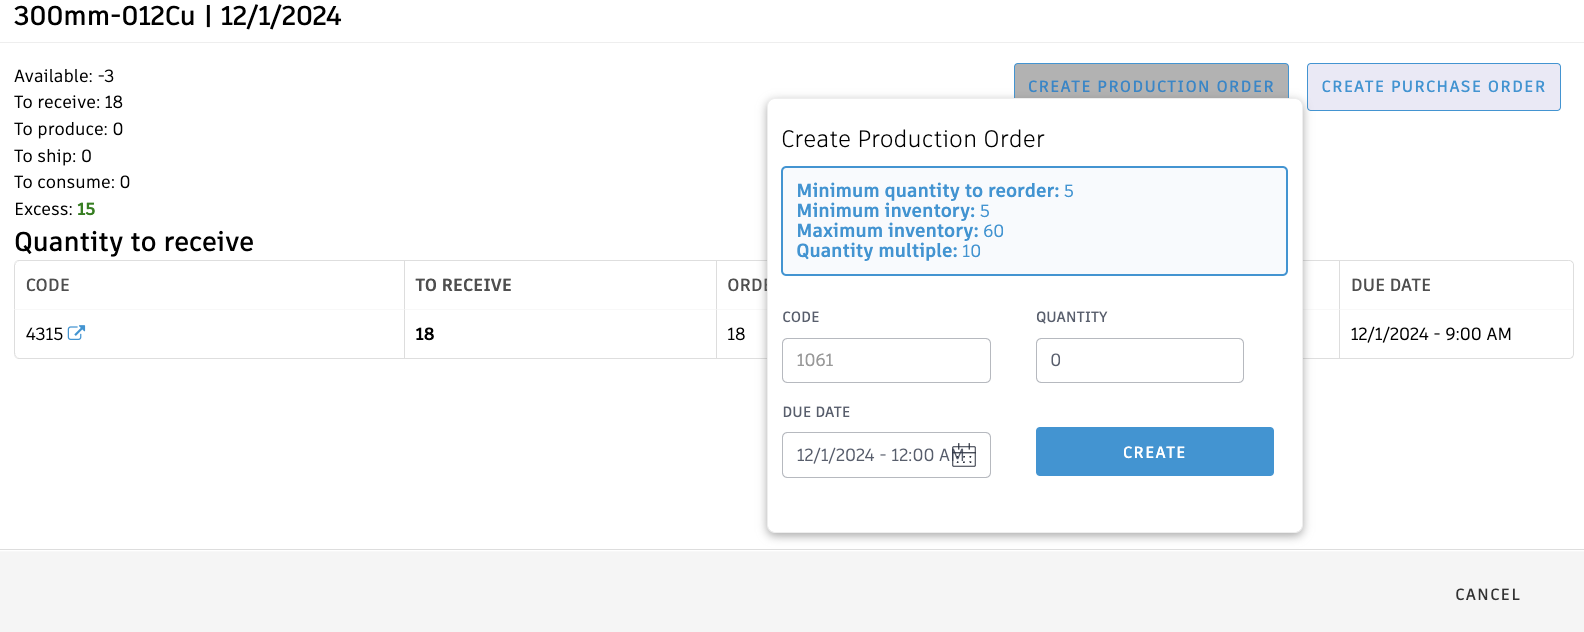 300mm-012Cu | 12/1/2024
Available: -3
To receive: 18
To produce: 0
To ship: 0
To consume: 0
Excess: 15
CREATE PRODUCTION ORDER
CREATE PURCHASE ORDER
Quantity to receive
CODE TO RECEIVE ORDE DUE DATE
4315 18 18 12/1/2024 - 9:00 AM
Create Production Order
Minimum quantity to reorder: 5
Minimum inventory: 5
Maximum inventory: 60
Quantity multiple: 10
CODE QUANTITY
1061 0
DUE DATE
12/1/2024 - 12:00 AM
CREATE
CANCEL